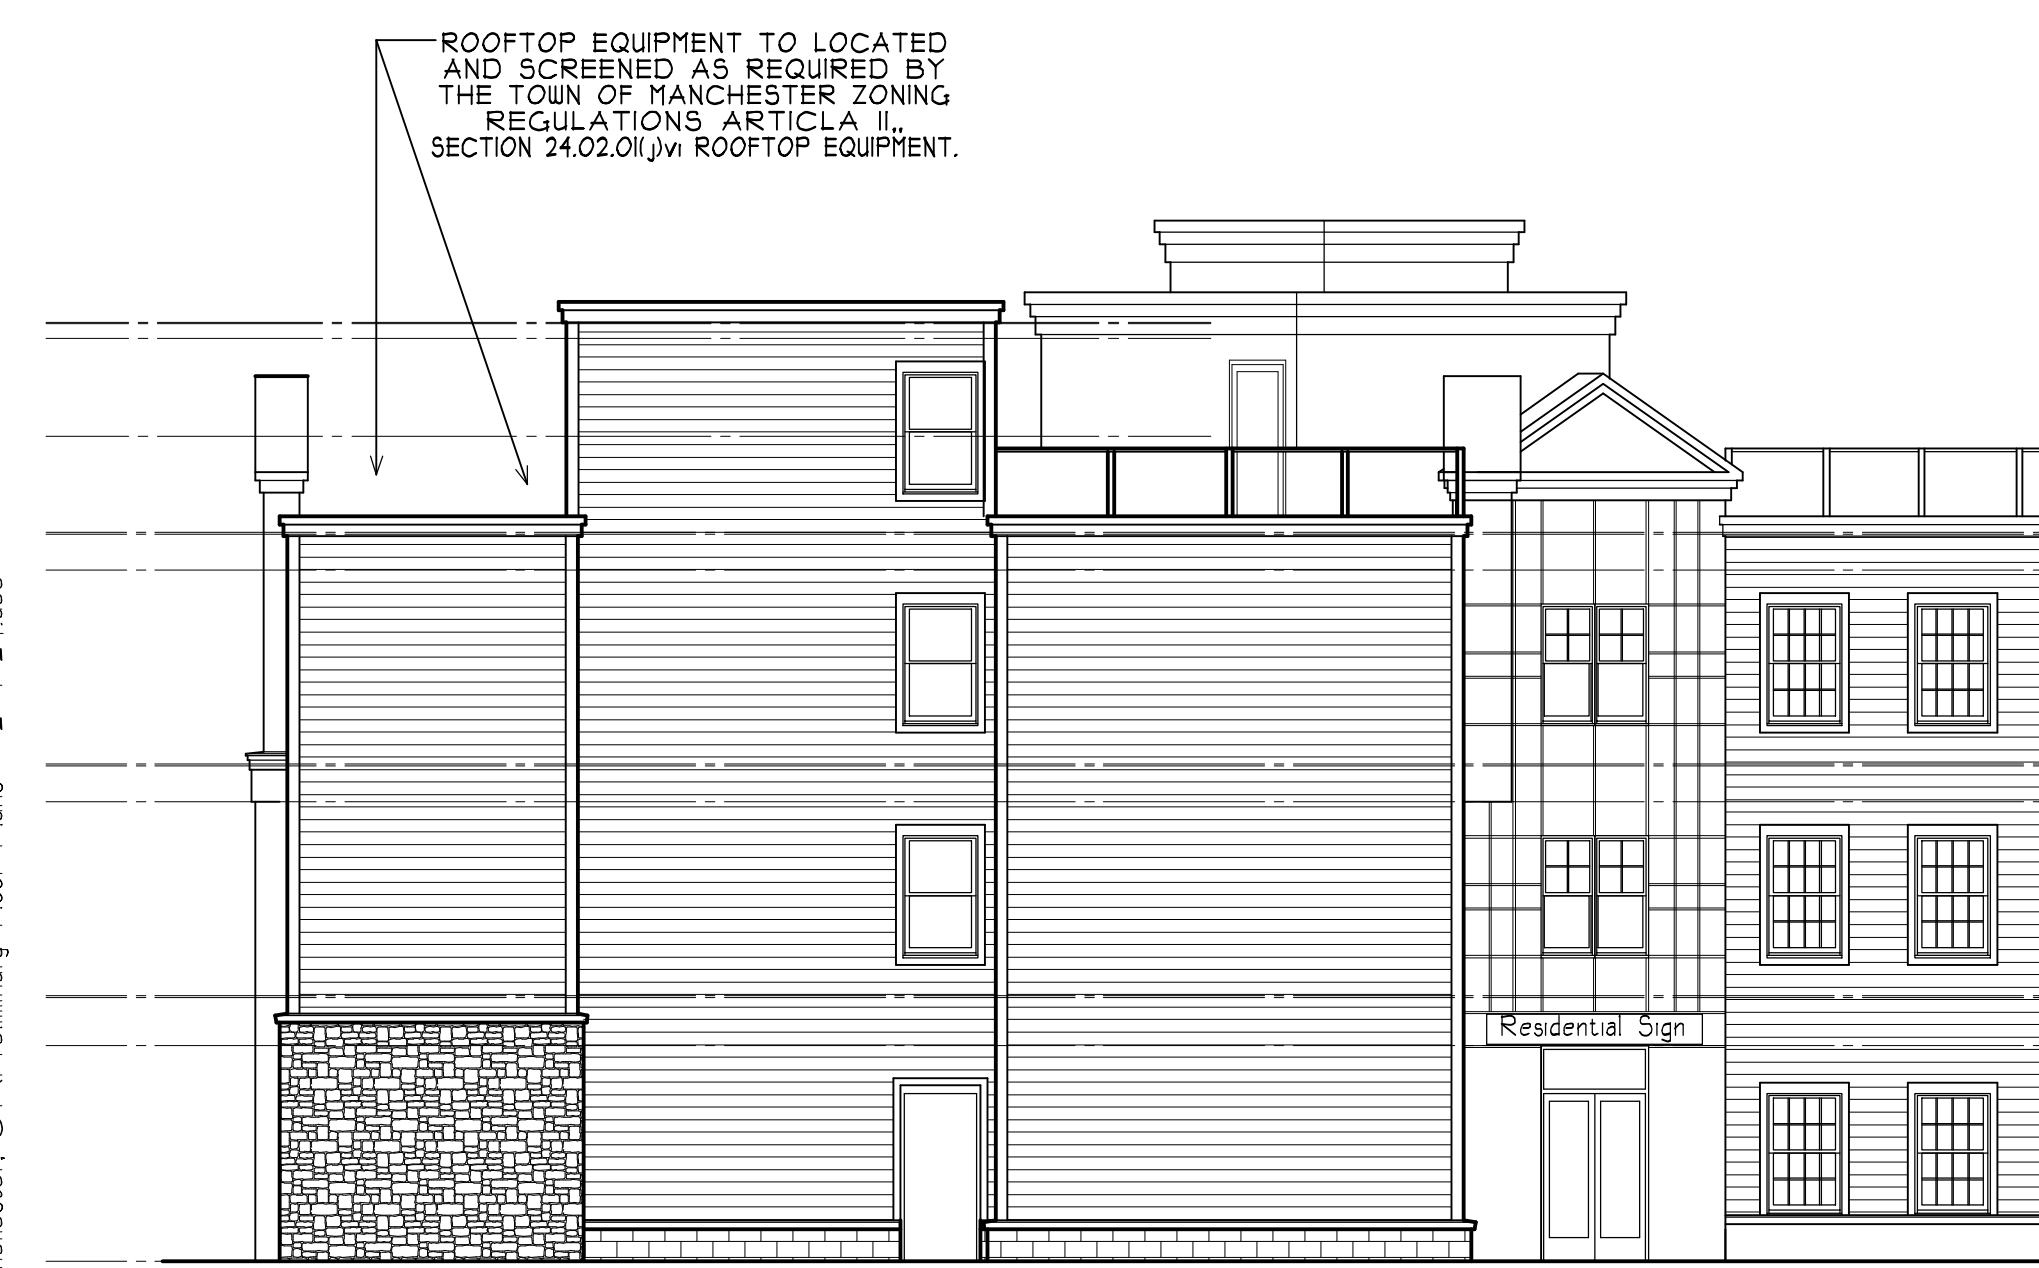 ROOFTOP EQUIPMENT TO LOCATED
AND SCREENED AS REQUIRED BY
THE TOWN OF MANCHESTER ZONING
REGULATIONS ARTICLA II,,
SECTION 24.02.01(j)vi ROOFTOP EQUIPMENT.
Residential Sign